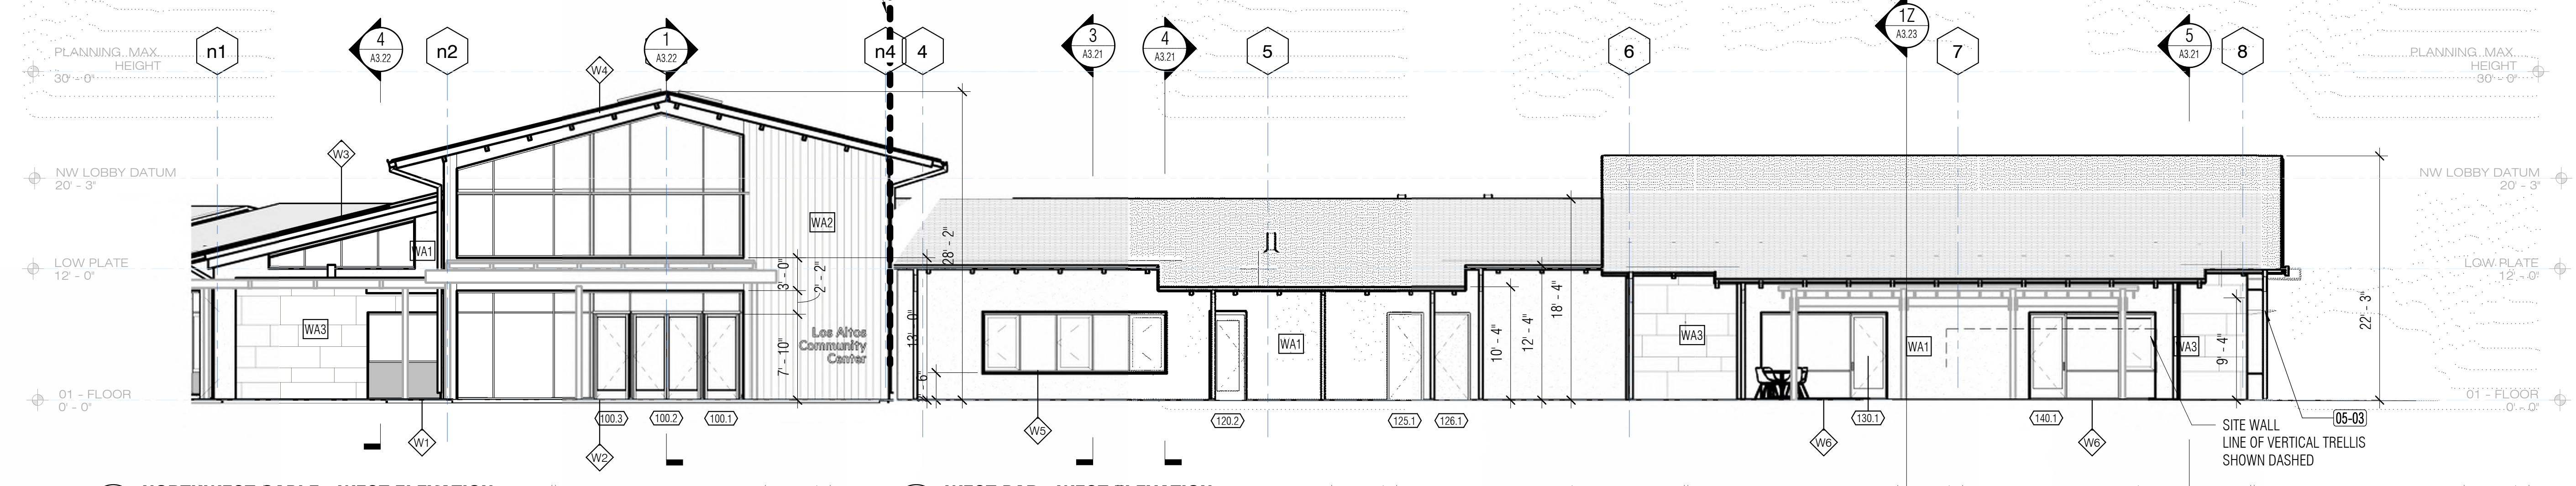 n1
4
A3.22
n2
W4
1
A3.22
n4
4
3
A3.21
4
A3.21
5
6
1Z
A3.23
7
5
A3.21
8
PLANNING MAX.
HEIGHT
30' - 0"
PLANNING MAX.
HEIGHT
30' - 0"
W3
NW LOBBY DATUM
20' - 3"
NW LOBBY DATUM
20' - 3"
WA2
WA1
28' - 2"
LOW PLATE
12' - 0"
3' - 0"
2' - 2"
LOW PLATE
12' - 0"
WA3
Los Altos
Community
Center
7' - 10"
13' - 0"
WA1
10' - 4"
12' - 4"
18' - 4"
WA3
WA1
WA3
9' - 4"
22' - 3"
01 - FLOOR
0' - 0"
01 - FLOOR
0' - 0"
100.3
100.2
100.1
120.2
125.1
126.1
130.1
140.1
05-03
W1
W2
W5
W6
W6
SITE WALL
LINE OF VERTICAL TRELLIS
SHOWN DASHED